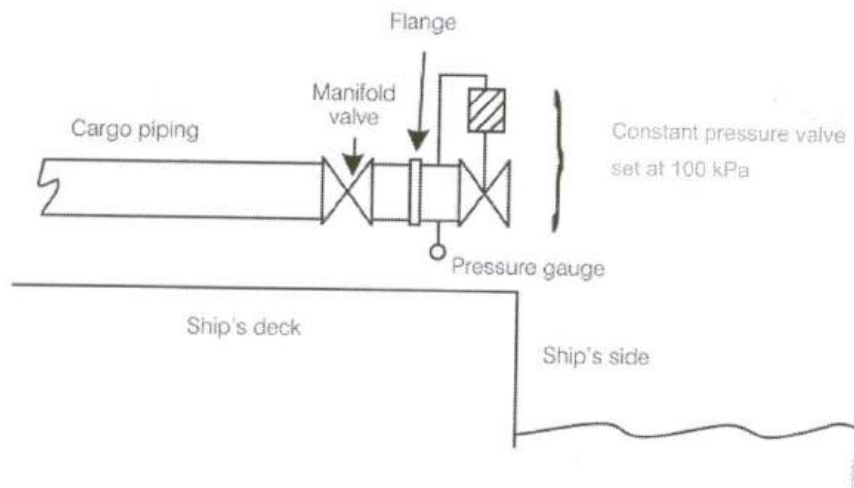 Flange
Manifold
valve
Cargo piping
Constant pressure valve
set at 100 kPa
Pressure gauge
Ship's deck
Ship's side